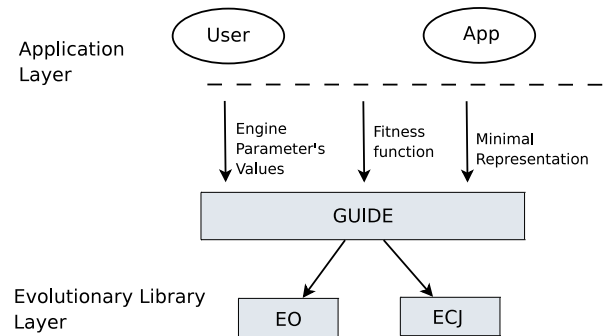 User
App
Application
Layer
Engine
Parameter's
Values
Fitness
function
Minimal
Representation
GUIDE
Evolutionary Library
Layer
EO
ECJ